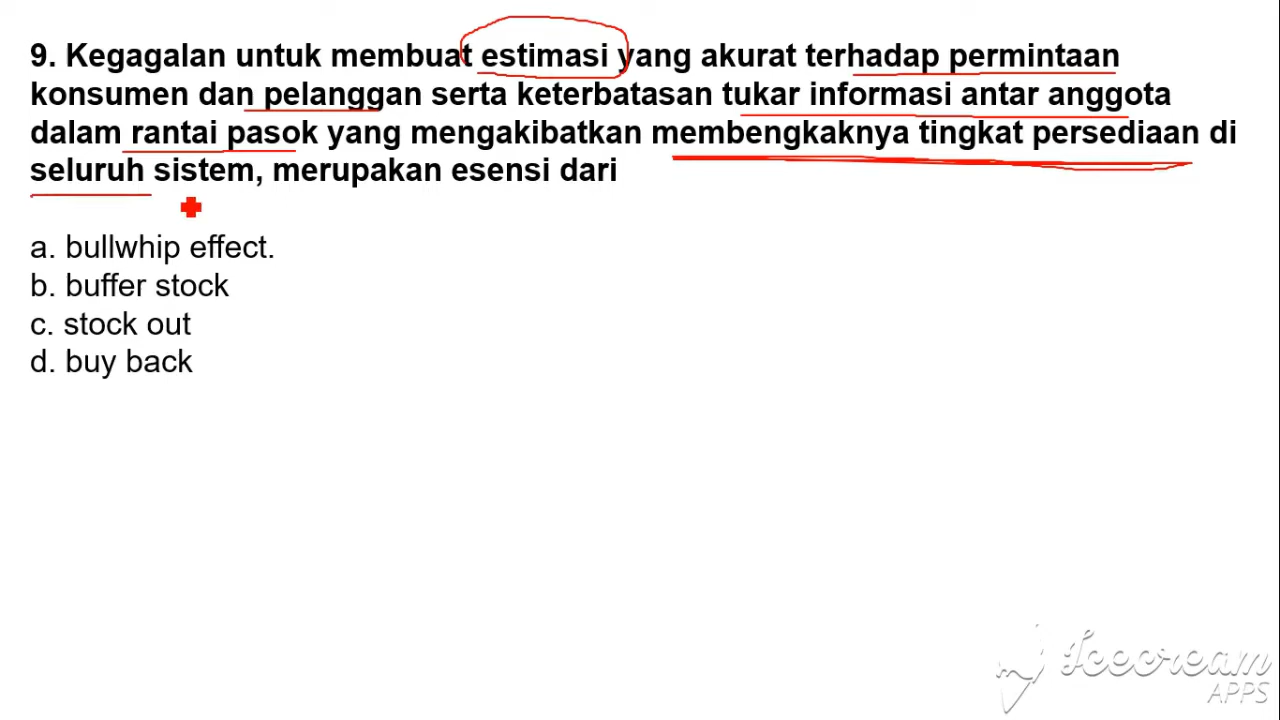 9. Kegagalan untuk membuat estimasi yang akurat terhadap permintaan
konsumen dan pelanggan serta keterbatasan tukar informasi antar anggota
dalam rantai pasok yang mengakibatkan membengkaknya tingkat persediaan di
seluruh sistem, merupakan esensi dari
a. bullwhip effect.
b. buffer stock
c. stock out
d. buy back
Icecream
APPS